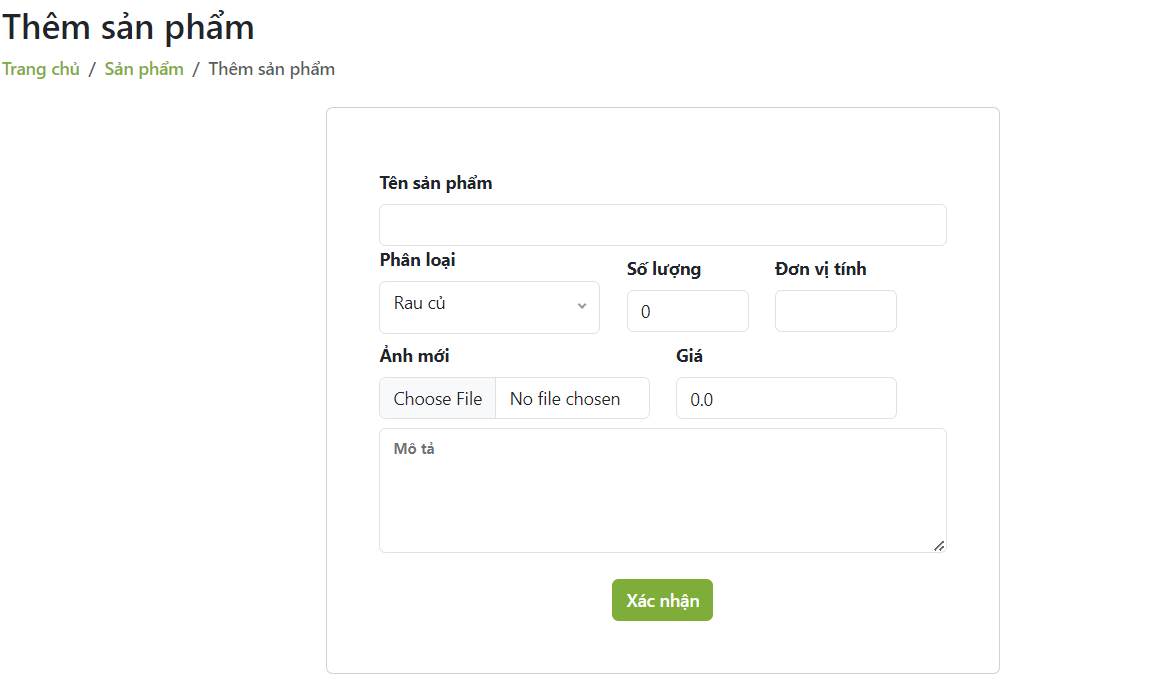 Thêm sản phẩm
Trang chủ / Sản phẩm / Thêm sản phẩm
Tên sản phẩm
Phân loại
Số lượng
Đơn vị tính
Rau củ
0
Ảnh mới
Giá
Choose File No file chosen
0.0
Mô tả
Xác nhận